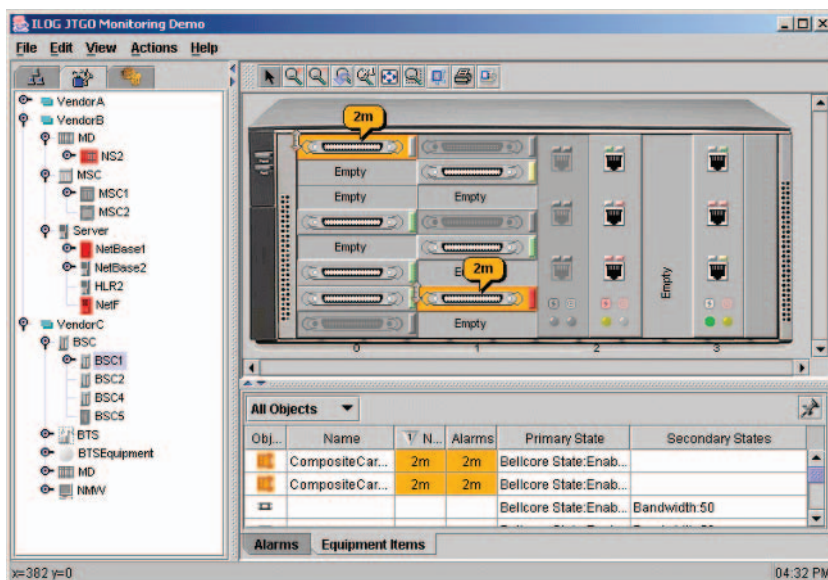 ILOG JTGO Monitoring Demo
File Edit View Actions Help
VendorA
VendorB
MD
NS2
MSC
MSC1
MSC2
Server
NetBase1
NetBase2
HLR2
NetF
VendorC
BSC
BSC1
BSC2
BSC4
BSC5
BTS
BTSEquipment
MD
NMW
2m
Empty
Empty Empty
Empty
2m
Empty
Empty
0 1 2 3
All Objects
Obj... Name N... Alarms Primary State Secondary States
CompositeCar... 2m 2m Bellcore State:Enab...
CompositeCar... 2m 2m Bellcore State:Enab...
Bellcore State:Enab... Bandwidth:50
Alarms Equipment Items
x=382 y=0 04:32 PM